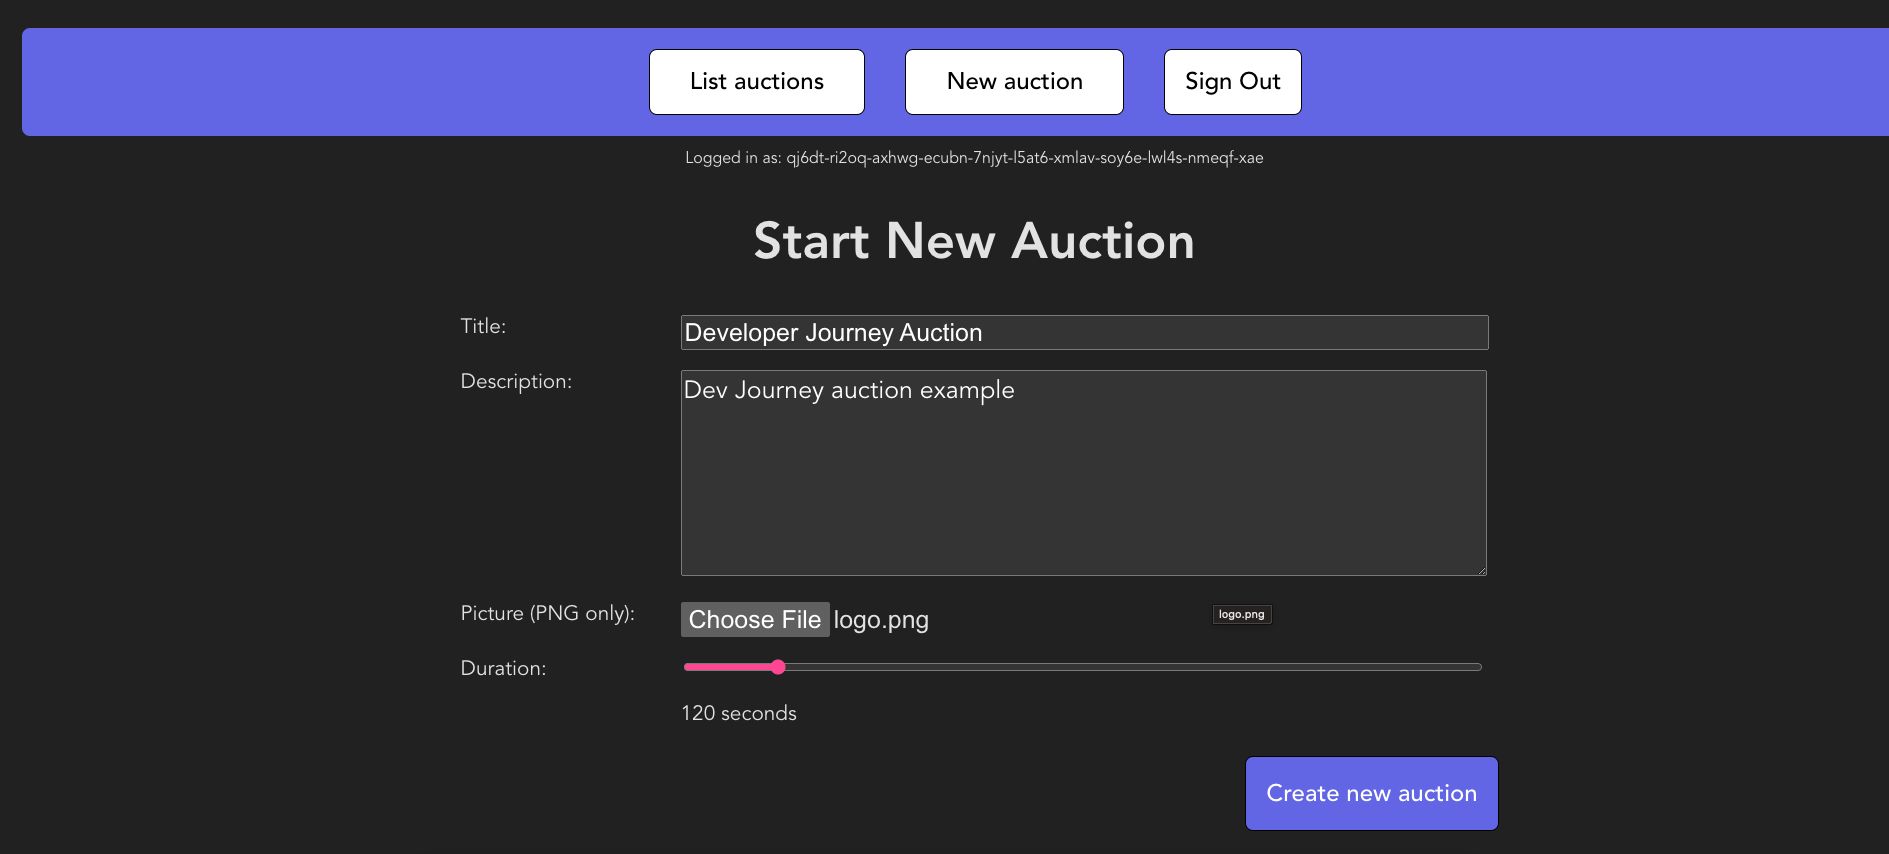 List auctions
New auction
Sign Out
Logged in as: qj6dt-ri2oq-axhwg-ecubn-7njyt-l5at6-xmlav-soy6e-lwl4s-nmeqf-xae
Start New Auction
Title:
Developer Journey Auction
Description:
Dev Journey auction example
Picture (PNG only):
Choose File logo.png
logo.png
Duration:
120 seconds
Create new auction